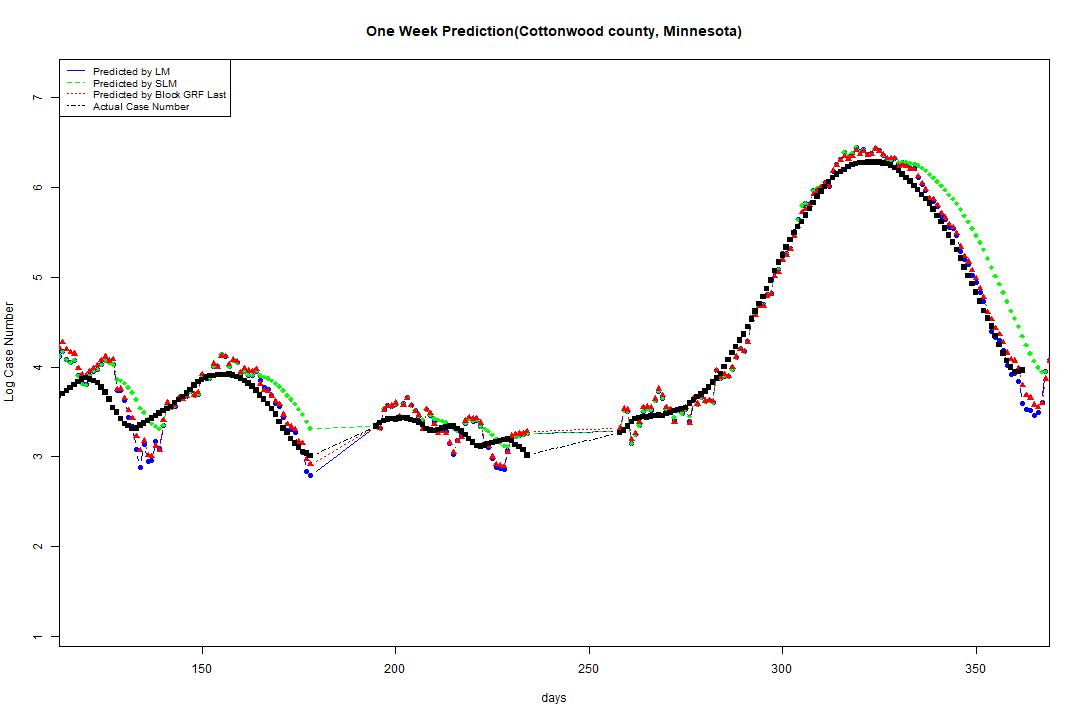 One Week Prediction(Cottonwood county, Minnesota)
Predicted by LM
Predicted by SLM
Predicted by Block GRF Last
Actual Case Number
Log Case Number
7
6
5
4
3
2
1
150 200 250 300 350
days